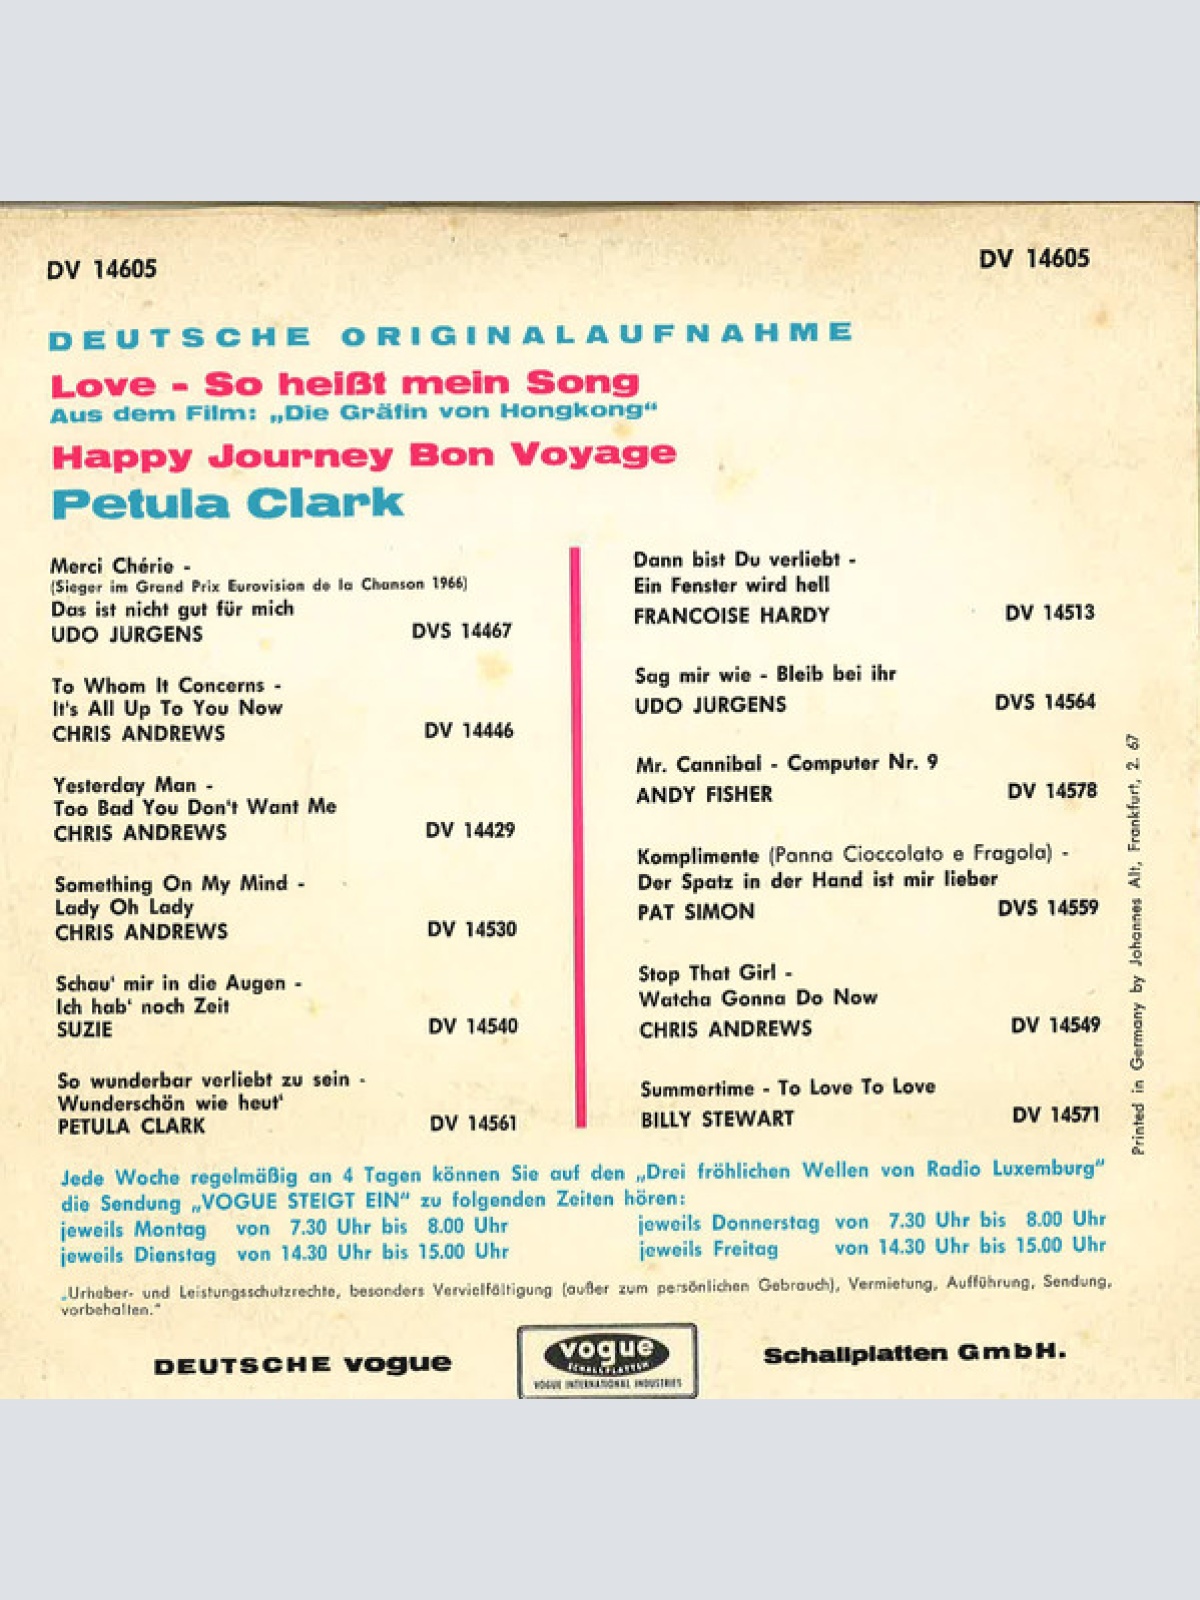 DV 14605
DV 14605
DEUTSCHE ORIGINALAUFNAHME
Love - So heißt mein Song
Aus dem Film: „Die Gräfin von Hongkong“
Happy Journey Bon Voyage
Petula Clark
Merci Chérie -
(Sieger im Grand Prix Eurovision de la Chanson 1966)
Das ist nicht gut für mich
UDO JURGENS DVS 14467
To Whom It Concerns -
It's All Up To You Now
CHRIS ANDREWS DV 14446
Yesterday Man -
Too Bad You Don't Want Me
CHRIS ANDREWS DV 14429
Something On My Mind -
Lady Oh Lady
CHRIS ANDREWS DV 14530
Schau' mir in die Augen -
Ich hab' noch Zeit
SUZIE DV 14540
So wunderbar verliebt zu sein -
Wunderschön wie heut'
PETULA CLARK DV 14561
Dann bist Du verliebt -
Ein Fenster wird hell
FRANCOISE HARDY DV 14513
Sag mir wie - Bleib bei ihr
UDO JURGENS DVS 14564
Mr. Cannibal - Computer Nr. 9
ANDY FISHER DV 14578
Komplimente (Panna Cioccolato e Fragola) -
Der Spatz in der Hand ist mir lieber
PAT SIMON DVS 14559
Stop That Girl -
Watcha Gonna Do Now
CHRIS ANDREWS DV 14549
Summertime - To Love To Love
BILLY STEWART DV 14571
Printed in Germany by Johannes Alt, Frankfurt, 2. 67
Jede Woche regelmäßig an 4 Tagen können Sie auf den „Drei fröhlichen Wellen von Radio Luxemburg“
die Sendung „VOGUE STEIGT EIN“ zu folgenden Zeiten hören:
jeweils Montag von 7.30 Uhr bis 8.00 Uhr
jeweils Dienstag von 14.30 Uhr bis 15.00 Uhr
jeweils Donnerstag von 7.30 Uhr bis 8.00 Uhr
jeweils Freitag von 14.30 Uhr bis 15.00 Uhr
„Urheber- und Leistungsschutzrechte, besonders Vervielfältigung (außer zum persönlichen Gebrauch), Vermietung, Aufführung, Sendung,
vorbehalten.“
DEUTSCHE vogue
vogue
SCHALLPLATTEN
VOGUE INTERNATIONAL INDUSTRIES
Schallplatten GmbH.